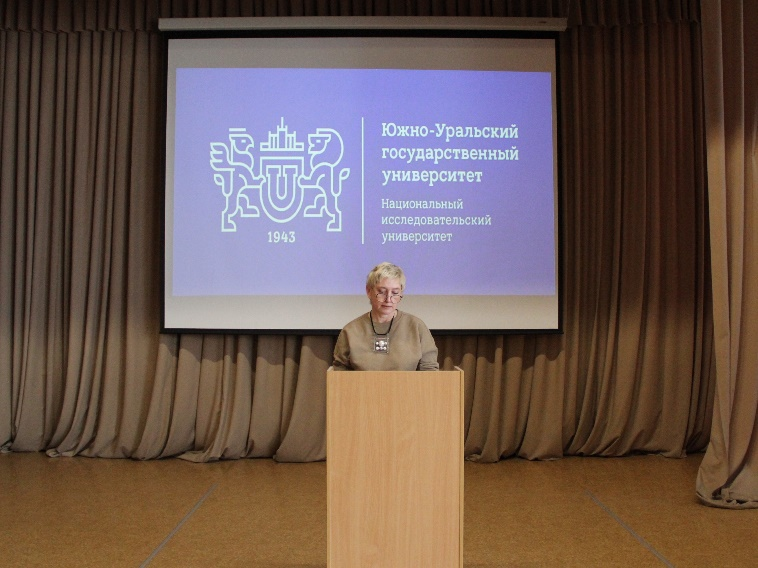 Южно-Уральский
государственный
университет
Национальный
исследовательский
университет
1943